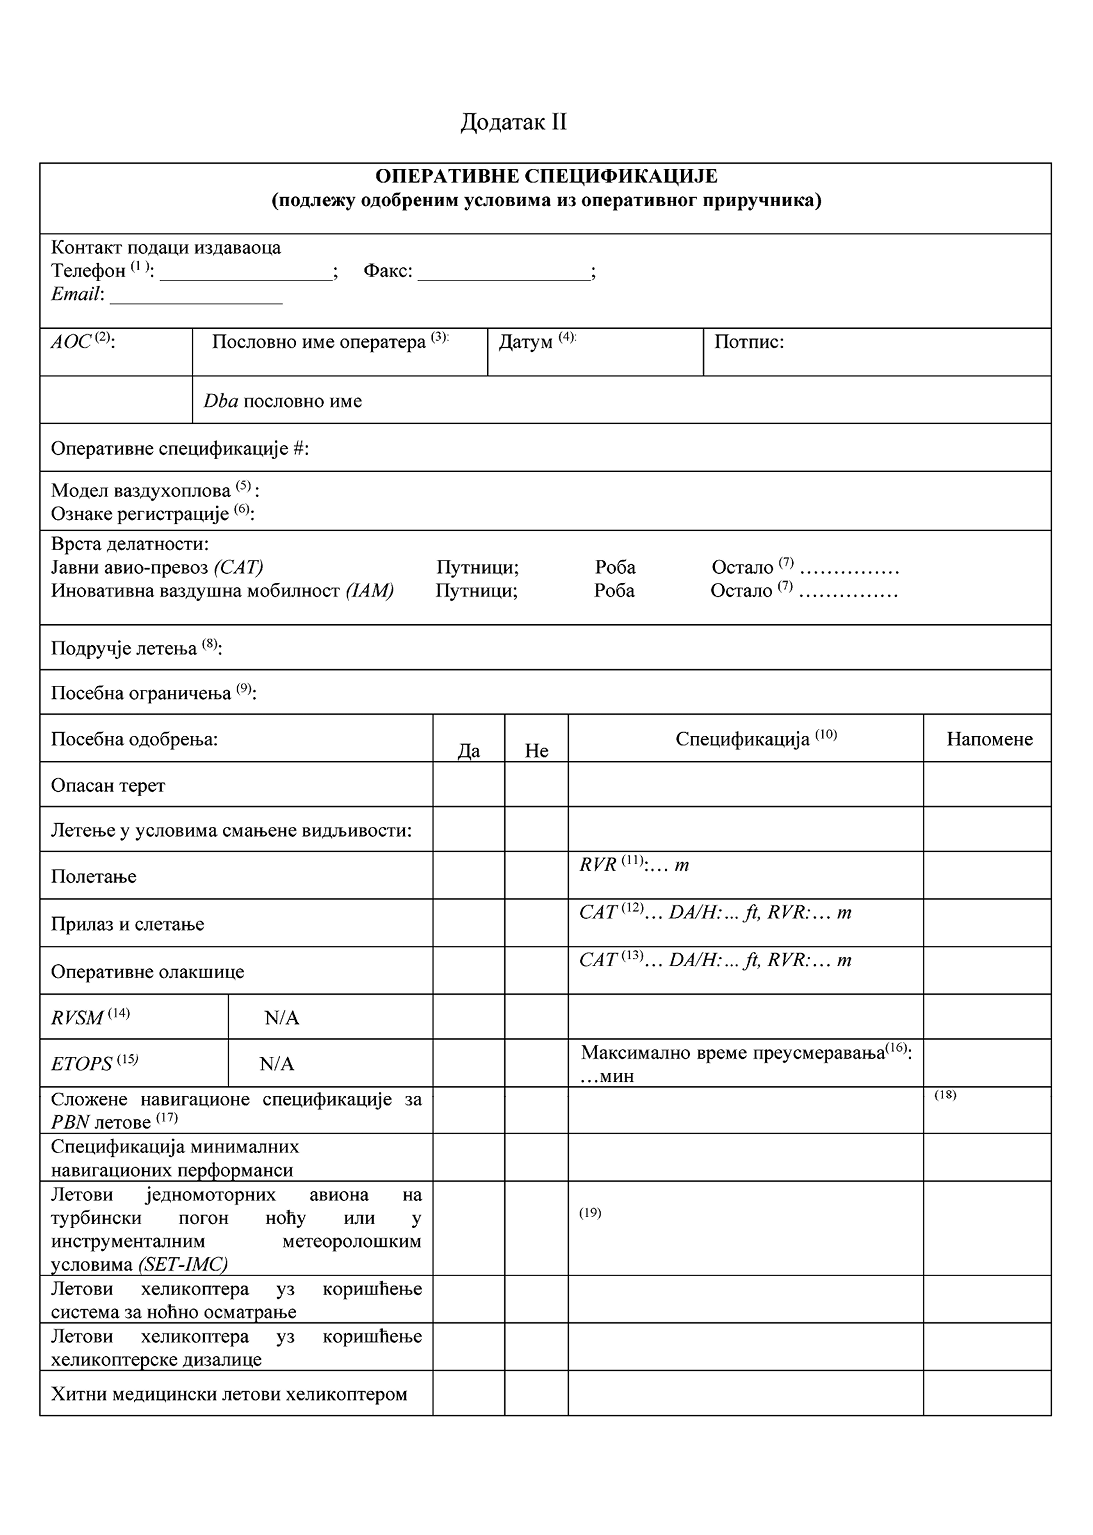 Додатак II
ОПЕРАТИВНЕ СПЕЦИФИКАЦИЈЕ
(подлежу одобреним условима из оперативног приручника)
Контакт подаци издаваоца
Телефон (1 ): __________________; Факс: __________________;
Email: __________________
AOC (2): Пословно име оператера (3): Датум (4): Потпис:
Dba пословно име
Оперативне спецификације #:
Модел ваздухоплова (5) :
Ознаке регистрације (6):
Врста делатности:
Јавни авио-превоз (CAT) Путници; Роба Остало (7) ……………
Иновативна ваздушна мобилност (IAM) Путници; Роба Остало (7) ……………
Подручје летења (8):
Посебна ограничења (9):
Посебна одобрења: Да Не Спецификација (10) Напомене
Опасан терет
Летење у условима смањене видљивости:
Полетање RVR (11):… m
Прилаз и слетање CAT (12)… DA/H:... ft, RVR:… m
Оперативне олакшице CAT (13)… DA/H:... ft, RVR:… m
RVSM (14) N/A
ETOPS (15) N/A Максимално време преусмеравања(16):
…мин
Сложене навигационе спецификације за (18)
PBN летове (17)
Спецификација минималних
навигационих перформанси
Летови једномоторних авиона на
турбински погон ноћу или у (19)
инструменталним метеоролошким
условима (SET-IMC)
Летови хеликоптера уз коришћење
система за ноћно осматрање
Летови хеликоптера уз коришћење
хеликоптерске дизалице
Хитни медицински летови хеликоптером